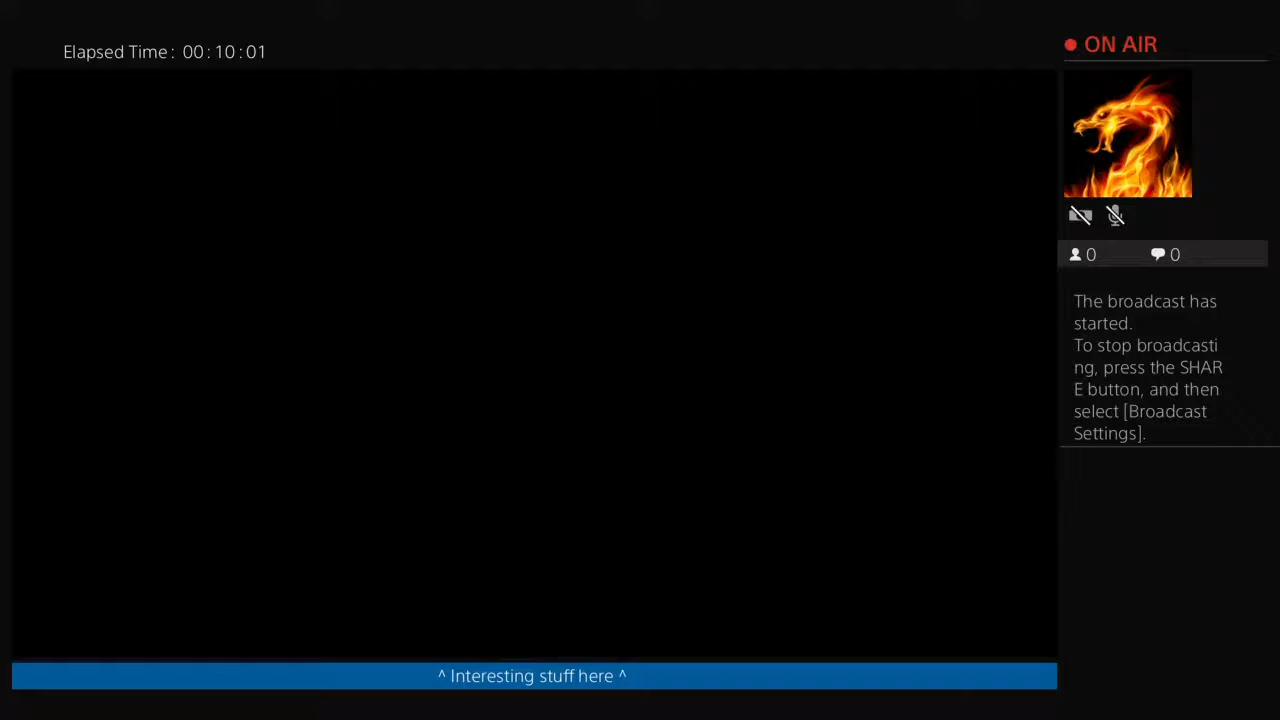 Elapsed Time: 00:10:01
ON AIR
0 0
The broadcast has
started.
To stop broadcasti
ng, press the SHAR
E button, and then
select [Broadcast
Settings].
^ Interesting stuff here ^